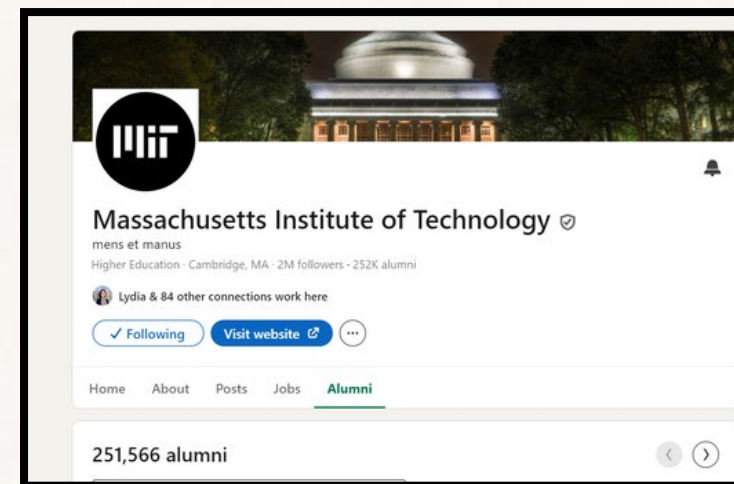 MiT
Massachusetts Institute of Technology
mens et manus
Higher Education · Cambridge, MA · 2M followers · 252K alumni
Lydia & 84 other connections work here
✓ Following Visit website ···
Home About Posts Jobs Alumni
251,566 alumni